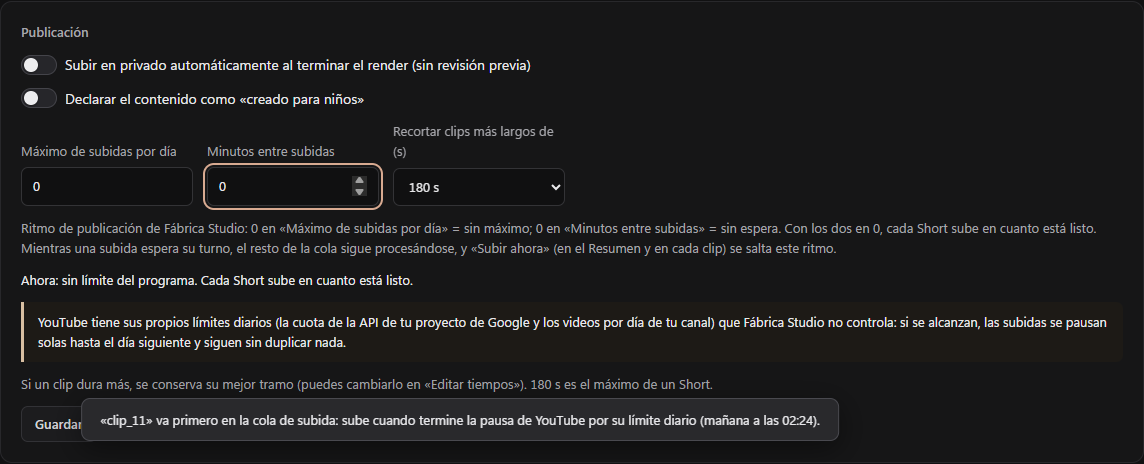 Publicación
Subir en privado automáticamente al terminar el render (sin revisión previa)
Declarar el contenido como «creado para niños»
Máximo de subidas por día
Minutos entre subidas
Recortar clips más largos de
(s)
0
0
180 s
Ritmo de publicación de Fábrica Studio: 0 en «Máximo de subidas por día» = sin máximo; 0 en «Minutos entre subidas» = sin espera. Con los dos en 0, cada Short sube en cuanto está listo.
Mientras una subida espera su turno, el resto de la cola sigue procesándose, y «Subir ahora» (en el Resumen y en cada clip) se salta este ritmo.
Ahora: sin límite del programa. Cada Short sube en cuanto está listo.
YouTube tiene sus propios límites diarios (la cuota de la API de tu proyecto de Google y los videos por día de tu canal) que Fábrica Studio no controla: si se alcanzan, las subidas se pausan
solas hasta el día siguiente y siguen sin duplicar nada.
Si un clip dura más, se conserva su mejor tramo (puedes cambiarlo en «Editar tiempos»). 180 s es el máximo de un Short.
Guardar
«clip_11» va primero en la cola de subida: sube cuando termine la pausa de YouTube por su límite diario (mañana a las 02:24).